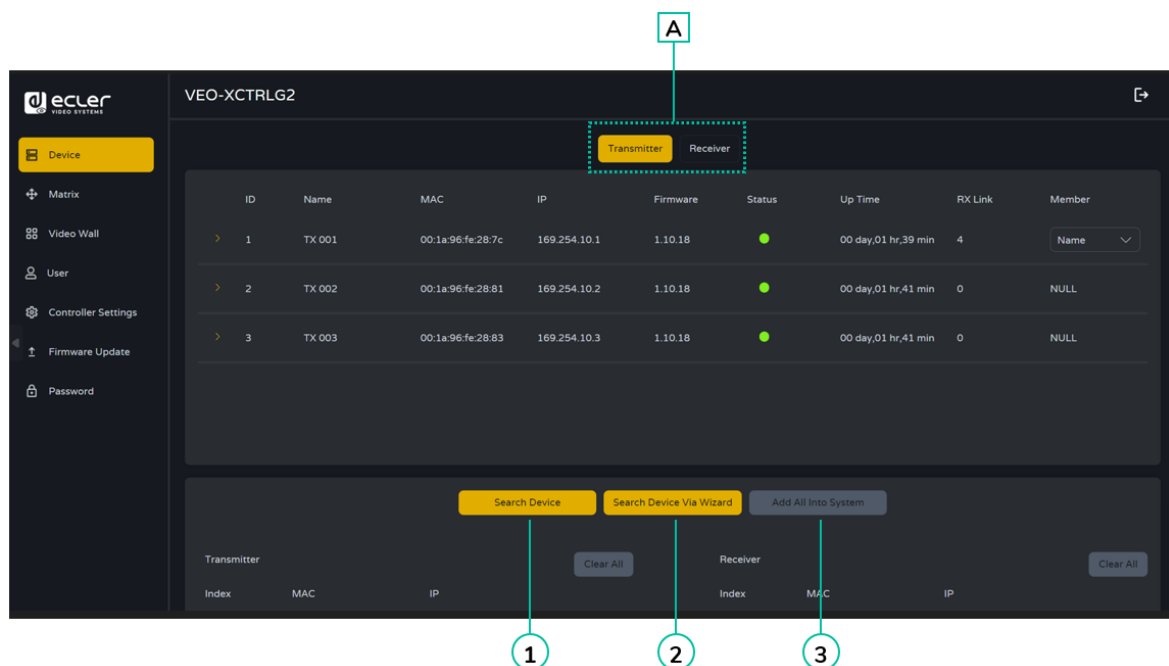 A
ecler
VIDEO SYSTEMS
VEO-XCTRLG2
Device
Matrix
Video Wall
User
Controller Settings
Firmware Update
Password
Transmitter Receiver
ID Name MAC IP Firmware Status Up Time RX Link Member
1 TX 001 00:1a:96:fe:28:7c 169.254.10.1 1.10.18 00 day,01 hr,39 min 4 Name
2 TX 002 00:1a:96:fe:28:81 169.254.10.2 1.10.18 00 day,01 hr,41 min 0 NULL
3 TX 003 00:1a:96:fe:28:83 169.254.10.3 1.10.18 00 day,01 hr,41 min 0 NULL
Search Device Search Device Via Wizard Add All Into System
Transmitter Clear All Receiver Clear All
Index MAC IP Index MAC IP
1 2 3